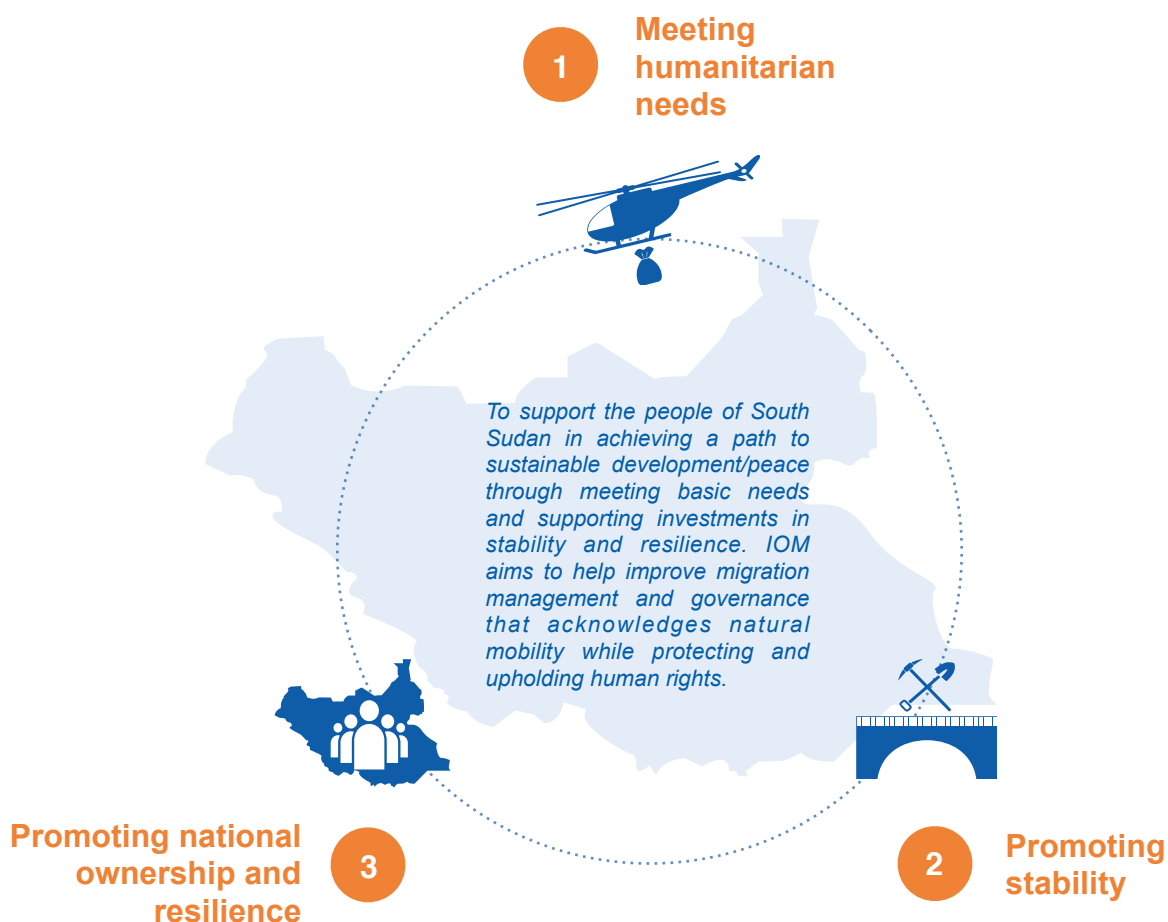 1
Meeting
humanitarian
needs
To support the people of South
Sudan in achieving a path to
sustainable development/peace
through meeting basic needs
and supporting investments in
stability and resilience. IOM
aims to help improve migration
management and governance
that acknowledges natural
mobility while protecting and
upholding human rights.
Promoting national
ownership and
resilience
3
2
Promoting
stability